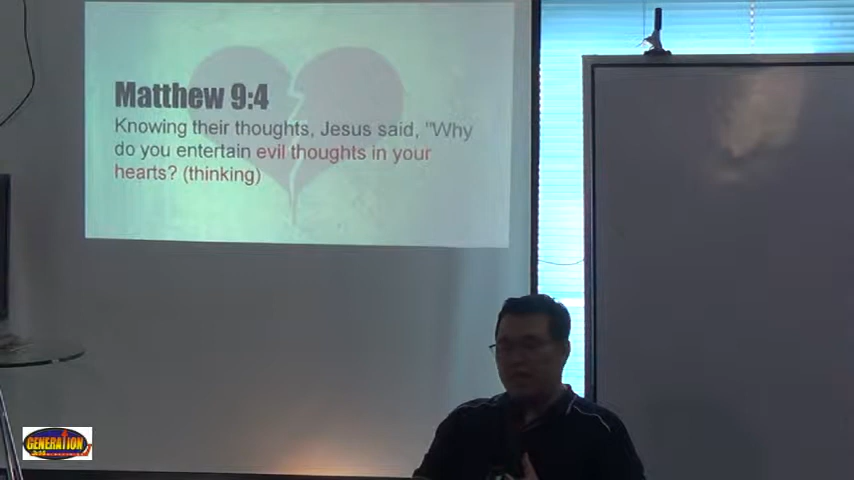 Matthew 9:4
Knowing their thoughts, Jesus said, "Why
do you entertain evil thoughts in your
hearts? (thinking)
GENERATION